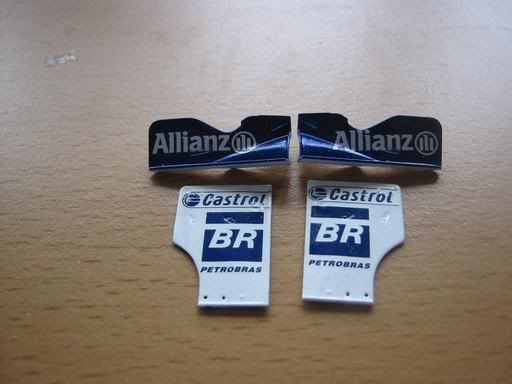 Allianz
Allianz
Castrol
BR
PETROBRAS
Castrol
BR
PETROBRAS